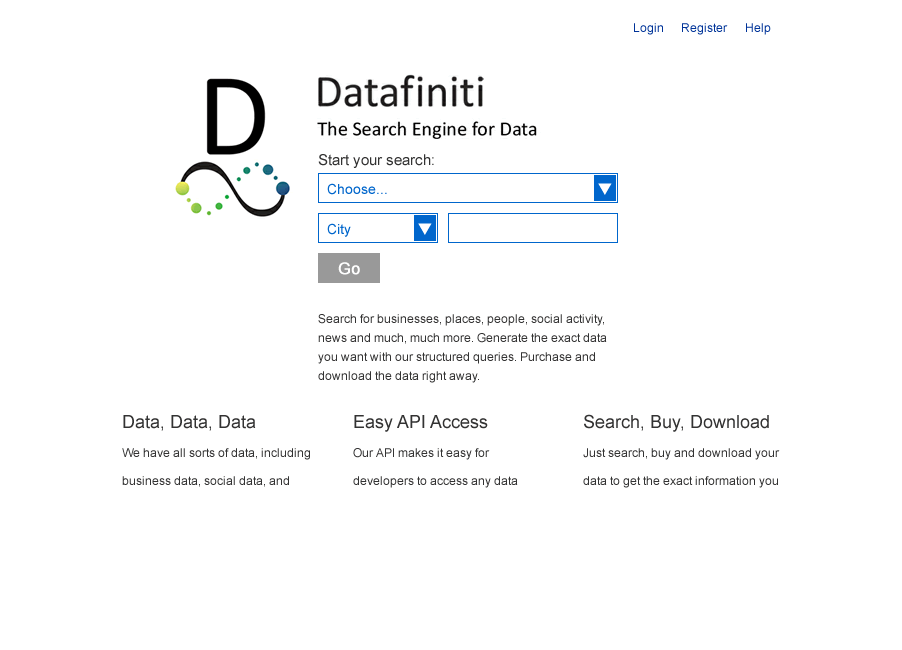 Login Register Help
D
Datafiniti
The Search Engine for Data
Start your search:
Choose...
City
Go
Search for businesses, places, people, social activity,
news and much, much more. Generate the exact data
you want with our structured queries. Purchase and
download the data right away.
Data, Data, Data
We have all sorts of data, including
business data, social data, and
Easy API Access
Our API makes it easy for
developers to access any data
Search, Buy, Download
Just search, buy and download your
data to get the exact information you